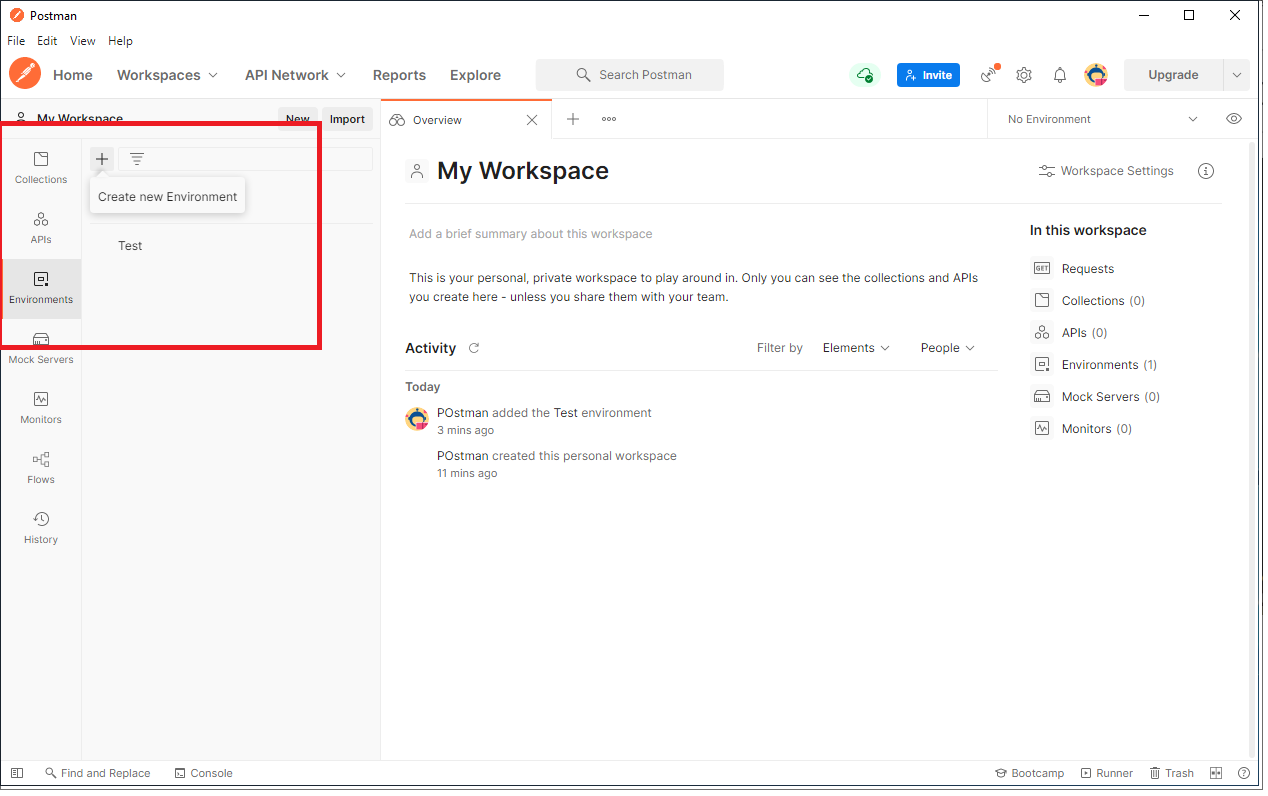 Postman
File Edit View Help
Home Workspaces API Network Reports Explore Search Postman Invite Upgrade
My Workspace New Import
Overview
No Environment
Collections
APIs
Environments
Mock Servers
Monitors
Flows
History
Create new Environment
Test
My Workspace
Workspace Settings
Add a brief summary about this workspace
This is your personal, private workspace to play around in. Only you can see the collections and APIs
you create here - unless you share them with your team.
Activity Filter by Elements People
Today
POstman added the Test environment
3 mins ago
POstman created this personal workspace
11 mins ago
In this workspace
GET Requests
Collections (0)
APIs (0)
Environments (1)
Mock Servers (0)
Monitors (0)
Find and Replace Console Bootcamp Runner Trash